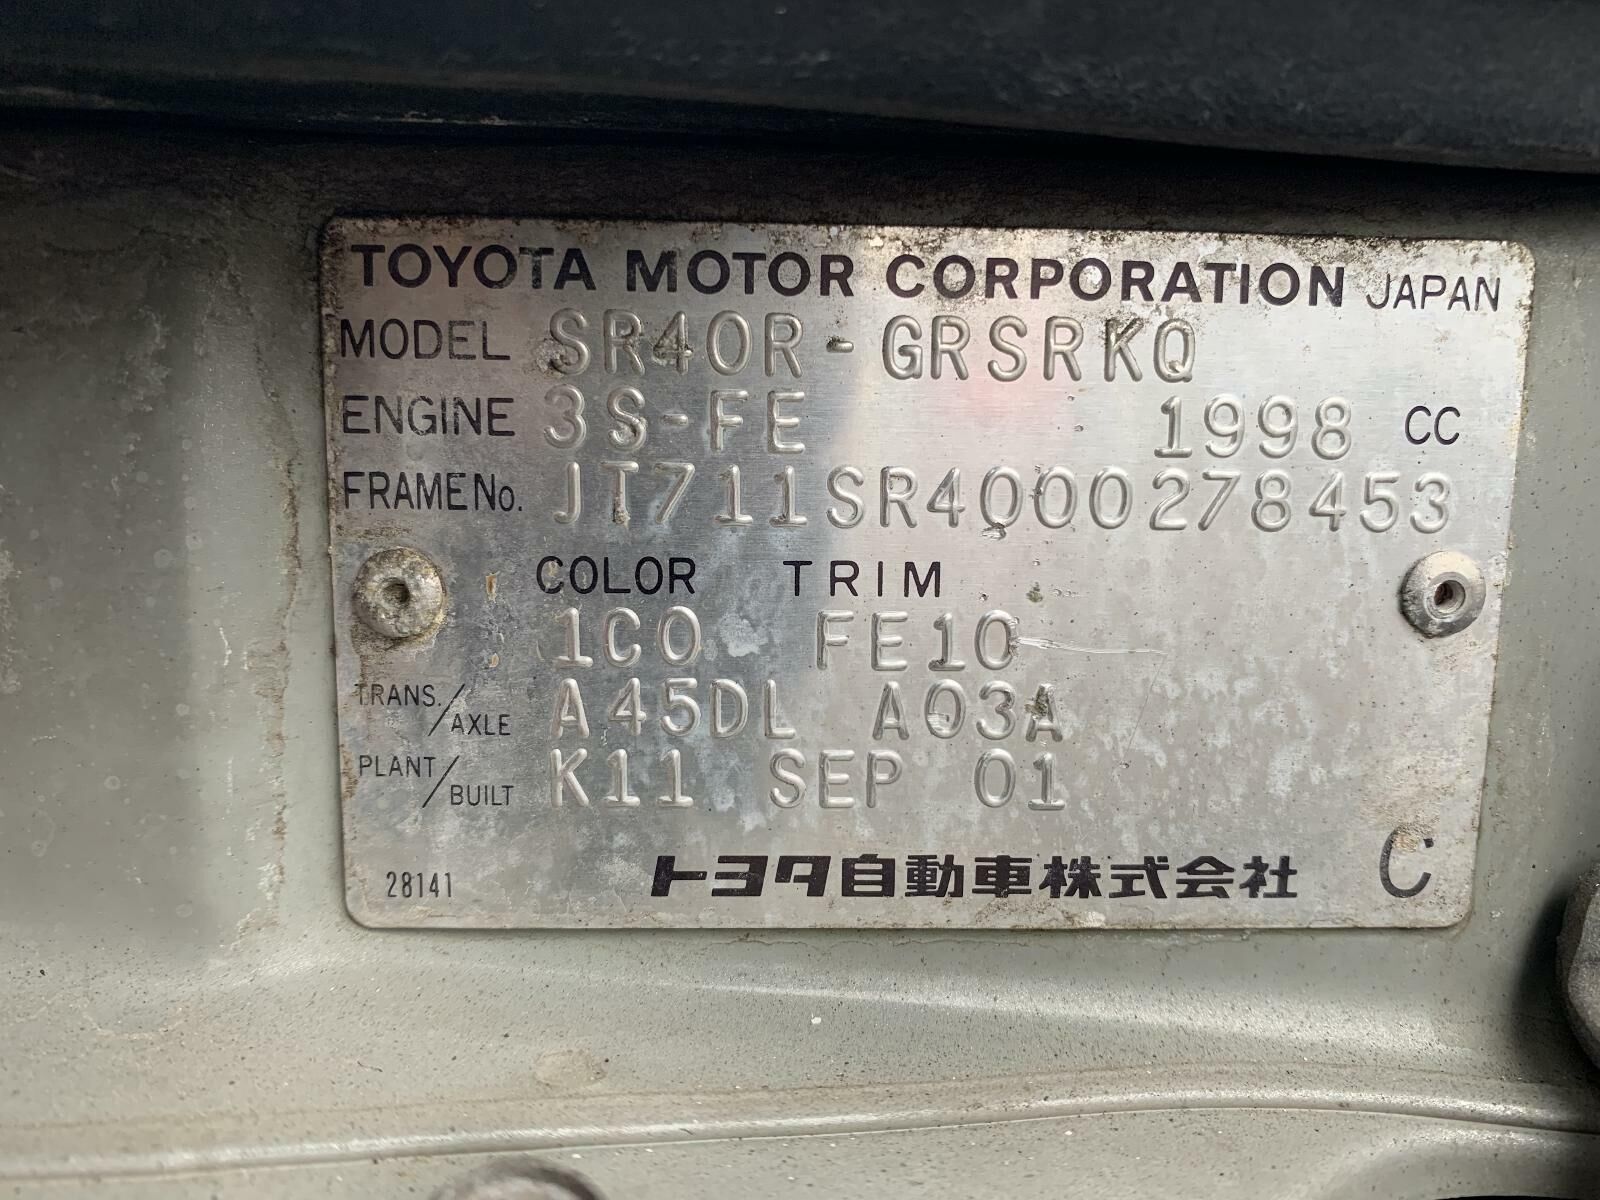 TOYOTA MOTOR CORPORATION JAPAN
MODEL SR40R-GRSRKQ
ENGINE 3S-FE 1998 CC
FRAME No. JT711SR4000278453
COLOR TRIM
1C0 FE10
TRANS./AXLE A45DL A03A
PLANT/BUILT K11 SEP 01
28141 トヨタ自動車株式会社 C